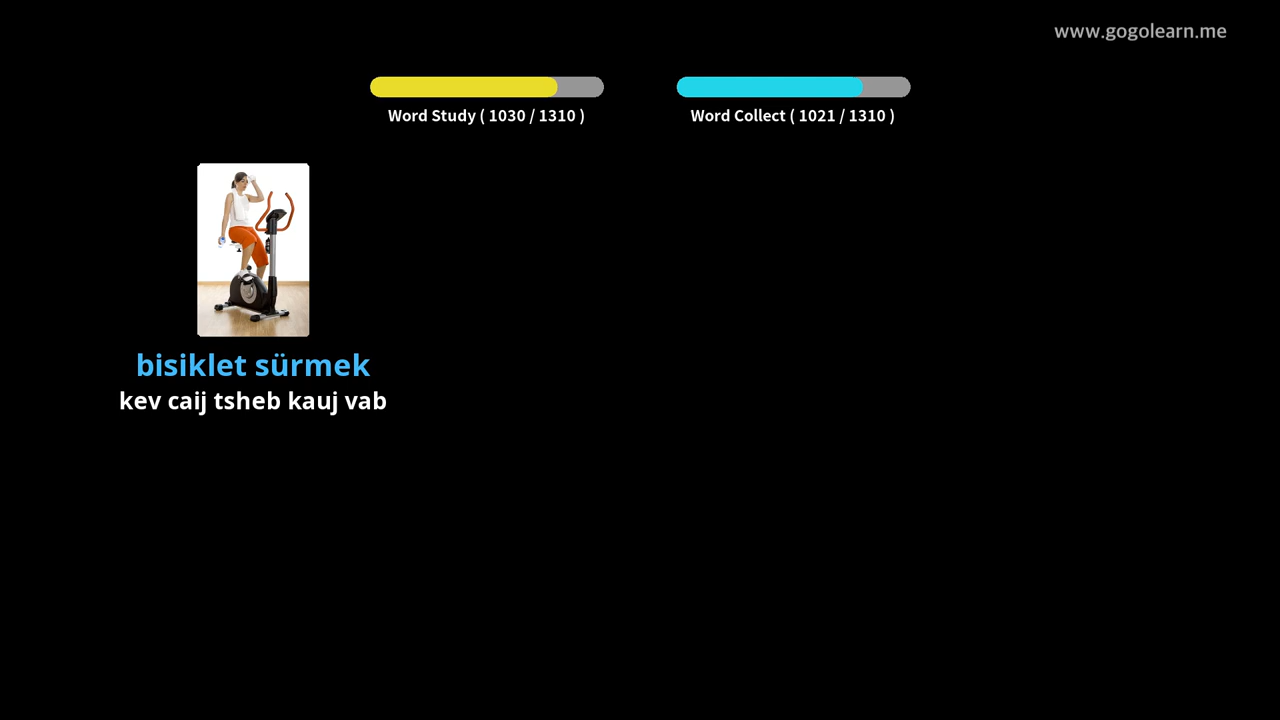 www.gogolearn.me
Word Study ( 1030 / 1310 )
Word Collect ( 1021 / 1310 )
bisiklet sürmek
kev caij tsheb kauj vab